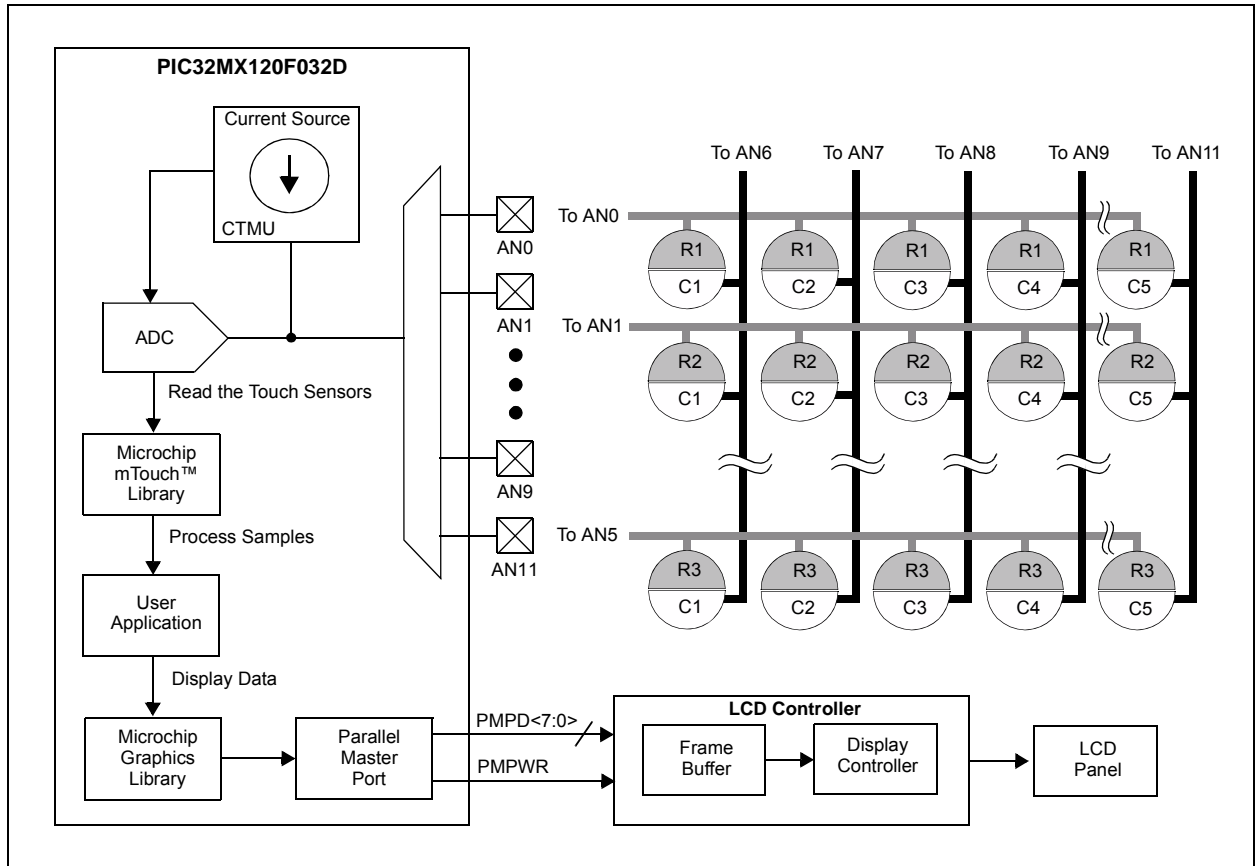 PIC32MX120F032D
Current Source
CTMU
ADC
Read the Touch Sensors
Microchip
mTouch™
Library
Process Samples
User
Application
Display Data
Microchip
Graphics
Library
Parallel
Master
Port
AN0
AN1
AN9
AN11
To AN6
To AN7
To AN8
To AN9
To AN11
To AN0
R1 R1 R1 R1 R1
C1 C2 C3 C4 C5
To AN1
R2 R2 R2 R2 R2
C1 C2 C3 C4 C5
To AN5
R3 R3 R3 R3 R3
C1 C2 C3 C4 C5
PMPD<7:0>
PMPWR
LCD Controller
Frame
Buffer
Display
Controller
LCD
Panel